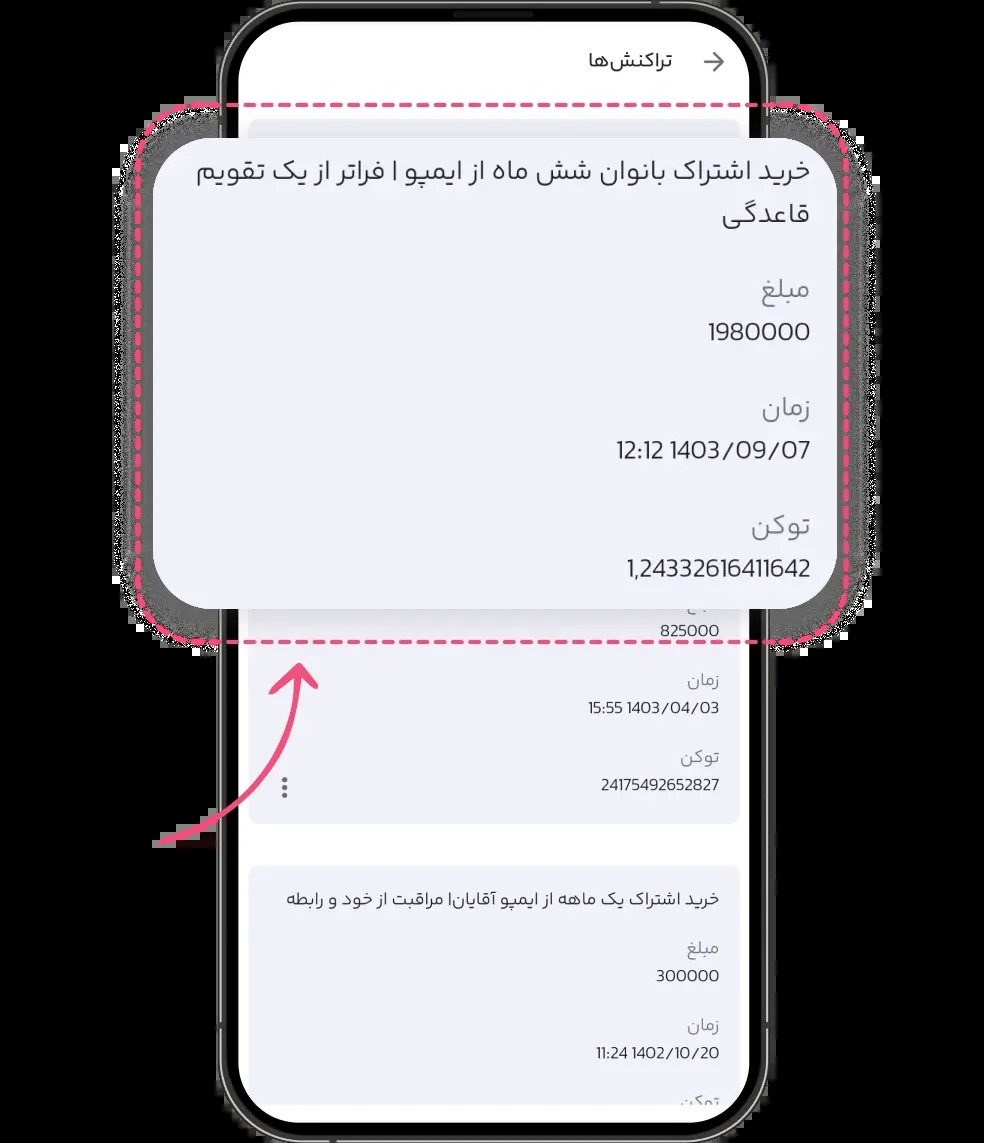 تراکنش‌ها
خرید اشتراک بانوان شش ماه از ایمپو | فراتر از یک تقویم
قاعدگی
مبلغ
1980000
زمان
1403/09/07 12:12
توکن
1,24332616411642
825000
زمان
1403/04/03 15:55
توکن
24175492652827
خرید اشتراک یک ماهه از ایمپو آقایان| مراقبت از خود و رابطه
مبلغ
300000
زمان
1402/10/20 11:24
توکن